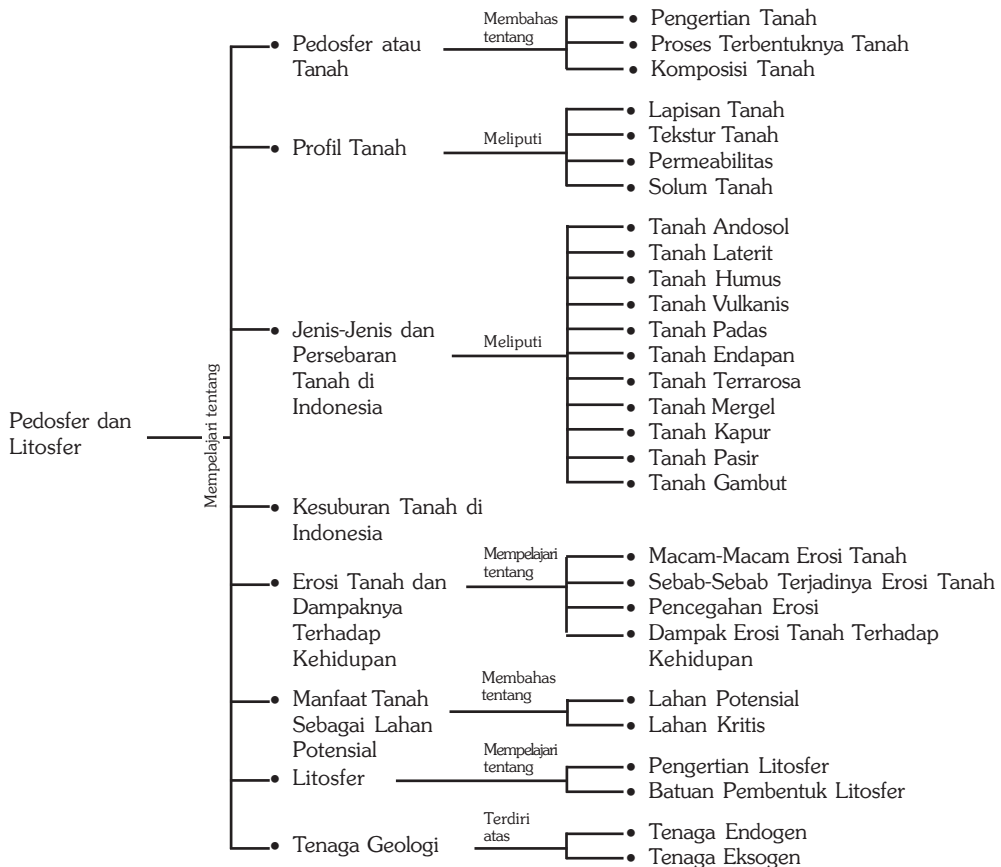 Pedosfer dan
Litosfer
Mempelajari tentang
• Pedosfer atau
Tanah
Membahas
tentang
• Pengertian Tanah
• Proses Terbentuknya Tanah
• Komposisi Tanah
• Profil Tanah
Meliputi
• Lapisan Tanah
• Tekstur Tanah
• Permeabilitas
• Solum Tanah
• Jenis-Jenis dan
Persebaran
Tanah di
Indonesia
Meliputi
• Tanah Andosol
• Tanah Laterit
• Tanah Humus
• Tanah Vulkanis
• Tanah Padas
• Tanah Endapan
• Tanah Terrarosa
• Tanah Mergel
• Tanah Kapur
• Tanah Pasir
• Tanah Gambut
• Kesuburan Tanah di
Indonesia
• Erosi Tanah dan
Dampaknya
Terhadap
Kehidupan
Mempelajari
tentang
• Macam-Macam Erosi Tanah
• Sebab-Sebab Terjadinya Erosi Tanah
• Pencegahan Erosi
• Dampak Erosi Tanah Terhadap
Kehidupan
• Manfaat Tanah
Sebagai Lahan
Potensial
Membahas
tentang
• Lahan Potensial
• Lahan Kritis
• Litosfer
Mempelajari
tentang
• Pengertian Litosfer
• Batuan Pembentuk Litosfer
• Tenaga Geologi
Terdiri
atas
• Tenaga Endogen
• Tenaga Eksogen